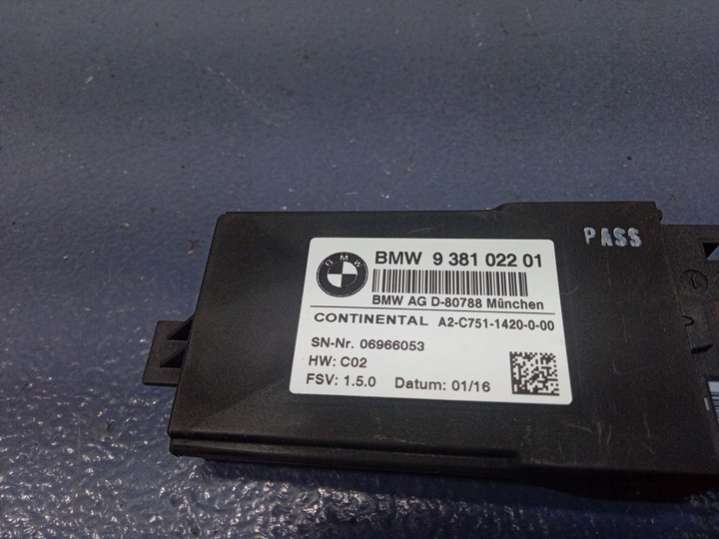 PASS
BMW
BMW 9 381 022 01
BMW AG D-80788 München
CONTINENTAL A2-C751-1420-0-00
SN-Nr. 06966053
HW: C02
FSV: 1.5.0 Datum: 01/16